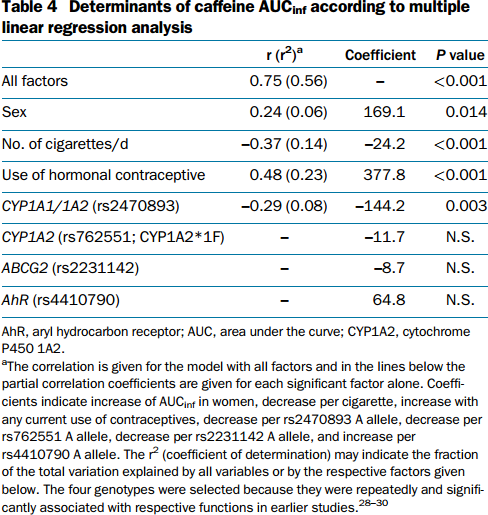 Table 4 Determinants of caffeine AUCinf according to multiple
linear regression analysis
r (r2)a Coefficient P value
All factors 0.75 (0.56) – <0.001
Sex 0.24 (0.06) 169.1 0.014
No. of cigarettes/d –0.37 (0.14) –24.2 <0.001
Use of hormonal contraceptive 0.48 (0.23) 377.8 <0.001
CYP1A1/1A2 (rs2470893) –0.29 (0.08) –144.2 0.003
CYP1A2 (rs762551; CYP1A2*1F) – –11.7 N.S.
ABCG2 (rs2231142) – –8.7 N.S.
AhR (rs4410790) – 64.8 N.S.
AhR, aryl hydrocarbon receptor; AUC, area under the curve; CYP1A2, cytochrome
P450 1A2.
aThe correlation is given for the model with all factors and in the lines below the
partial correlation coefficients are given for each significant factor alone. Coeffi-
cients indicate increase of AUCinf in women, decrease per cigarette, increase with
any current use of contraceptives, decrease per rs2470893 A allele, decrease per
rs762551 A allele, decrease per rs2231142 A allele, and increase per
rs4410790 A allele. The r2 (coefficient of determination) may indicate the fraction
of the total variation explained by all variables or by the respective factors given
below. The four genotypes were selected because they were repeatedly and signifi-
cantly associated with respective functions in earlier studies.28–30